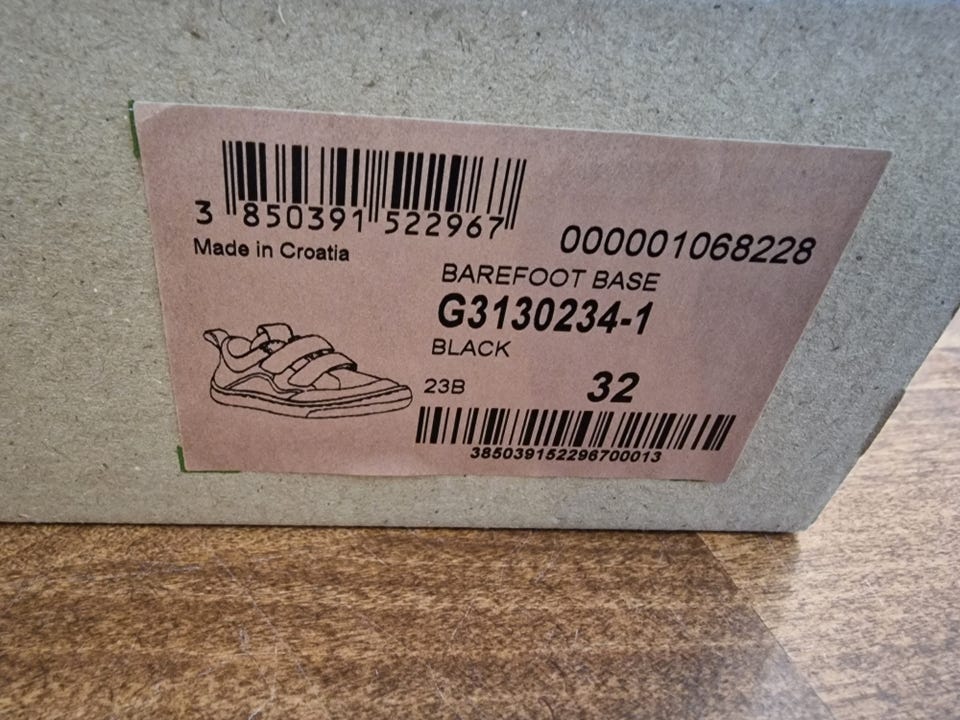 3 850391 522967
Made in Croatia
000001068228
BAREFOOT BASE
G3130234-1
BLACK
23B 32
385039152296700013